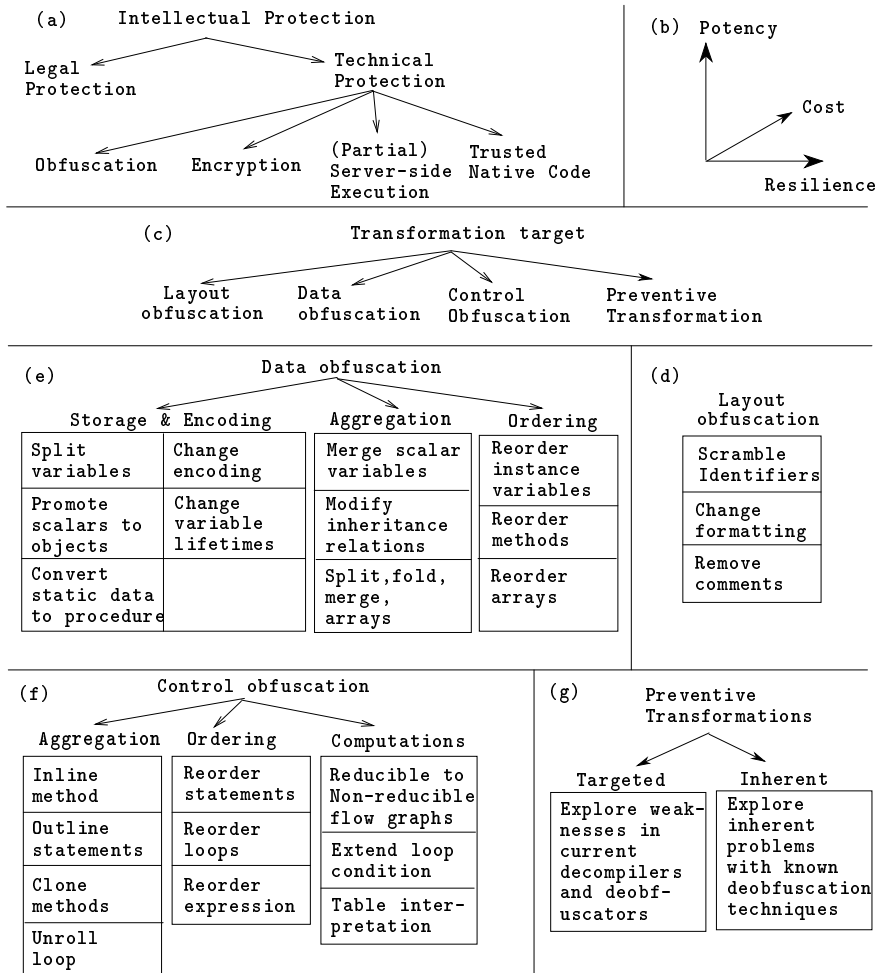 (a)
Intellectual Protection
Legal
Protection
Technical
Protection
Obfuscation
Encryption
(Partial)
Server-side
Execution
Trusted
Native Code
(b)
Potency
Cost
Resilience
(c)
Transformation target
Layout
obfuscation
Data
obfuscation
Control
Obfuscation
Preventive
Transformation
(e)
Data obfuscation
Storage & Encoding
Split
variables
Change
encoding
Promote
scalars to
objects
Change
variable
lifetimes
Convert
static data
to procedure
Aggregation
Merge scalar
variables
Modify
inheritance
relations
Split,fold,
merge,
arrays
Ordering
Reorder
instance
variables
Reorder
methods
Reorder
arrays
(d)
Layout
obfuscation
Scramble
Identifiers
Change
formatting
Remove
comments
(f)
Control obfuscation
Aggregation
Inline
method
Outline
statements
Clone
methods
Unroll
loop
Ordering
Reorder
statements
Reorder
loops
Reorder
expression
Computations
Reducible to
Non-reducible
flow graphs
Extend loop
condition
Table inter-
pretation
(g)
Preventive
Transformations
Targeted
Explore weak-
nesses in
current
decompilers
and deobf-
uscators
Inherent
Explore
inherent
problems
with known
deobfuscation
techniques